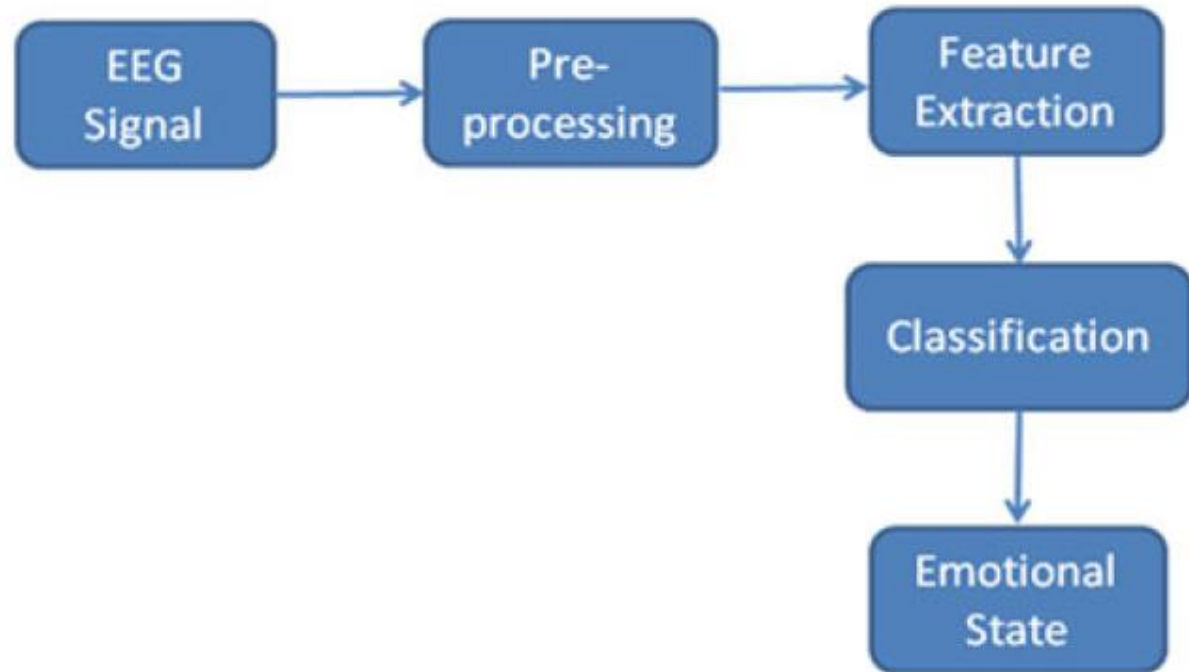 EEG
Signal
Pre-
processing
Feature
Extraction
Classification
Emotional
State